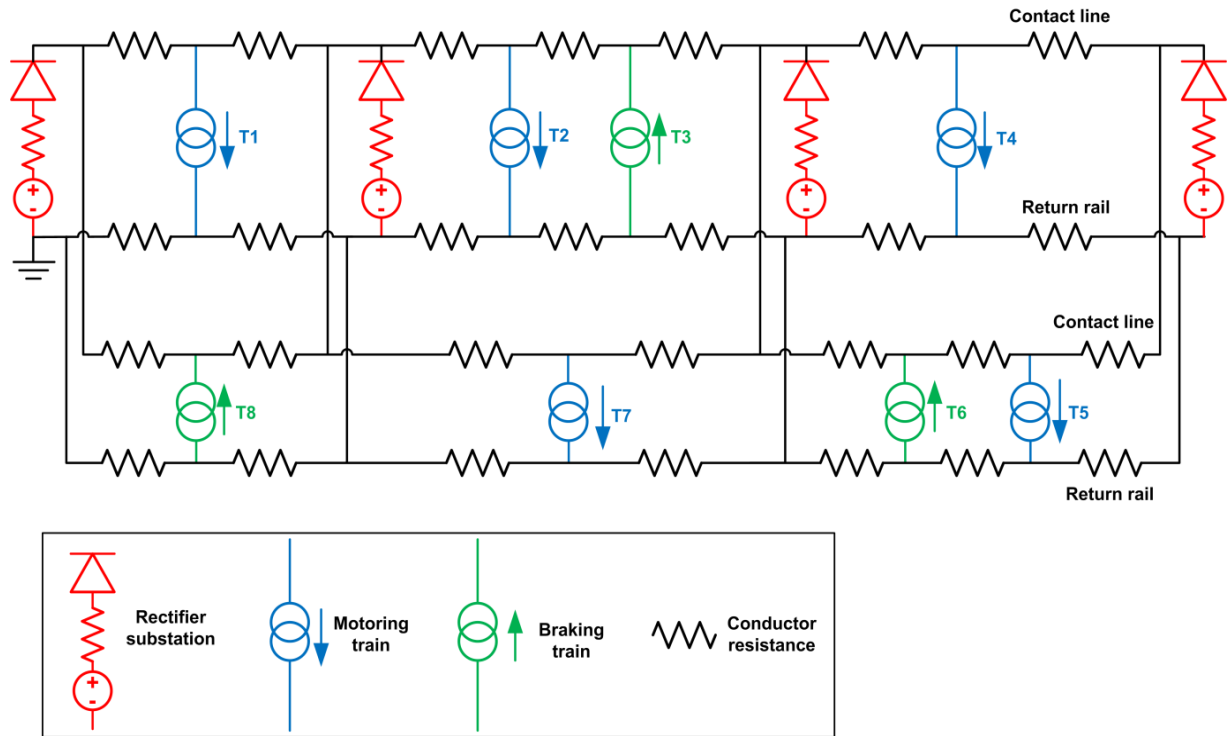 Contact line
T1
T2
T3
T4
Return rail
Contact line
T8
T7
T6
T5
Return rail
Rectifier
substation
Motoring
train
Braking
train
Conductor
resistance